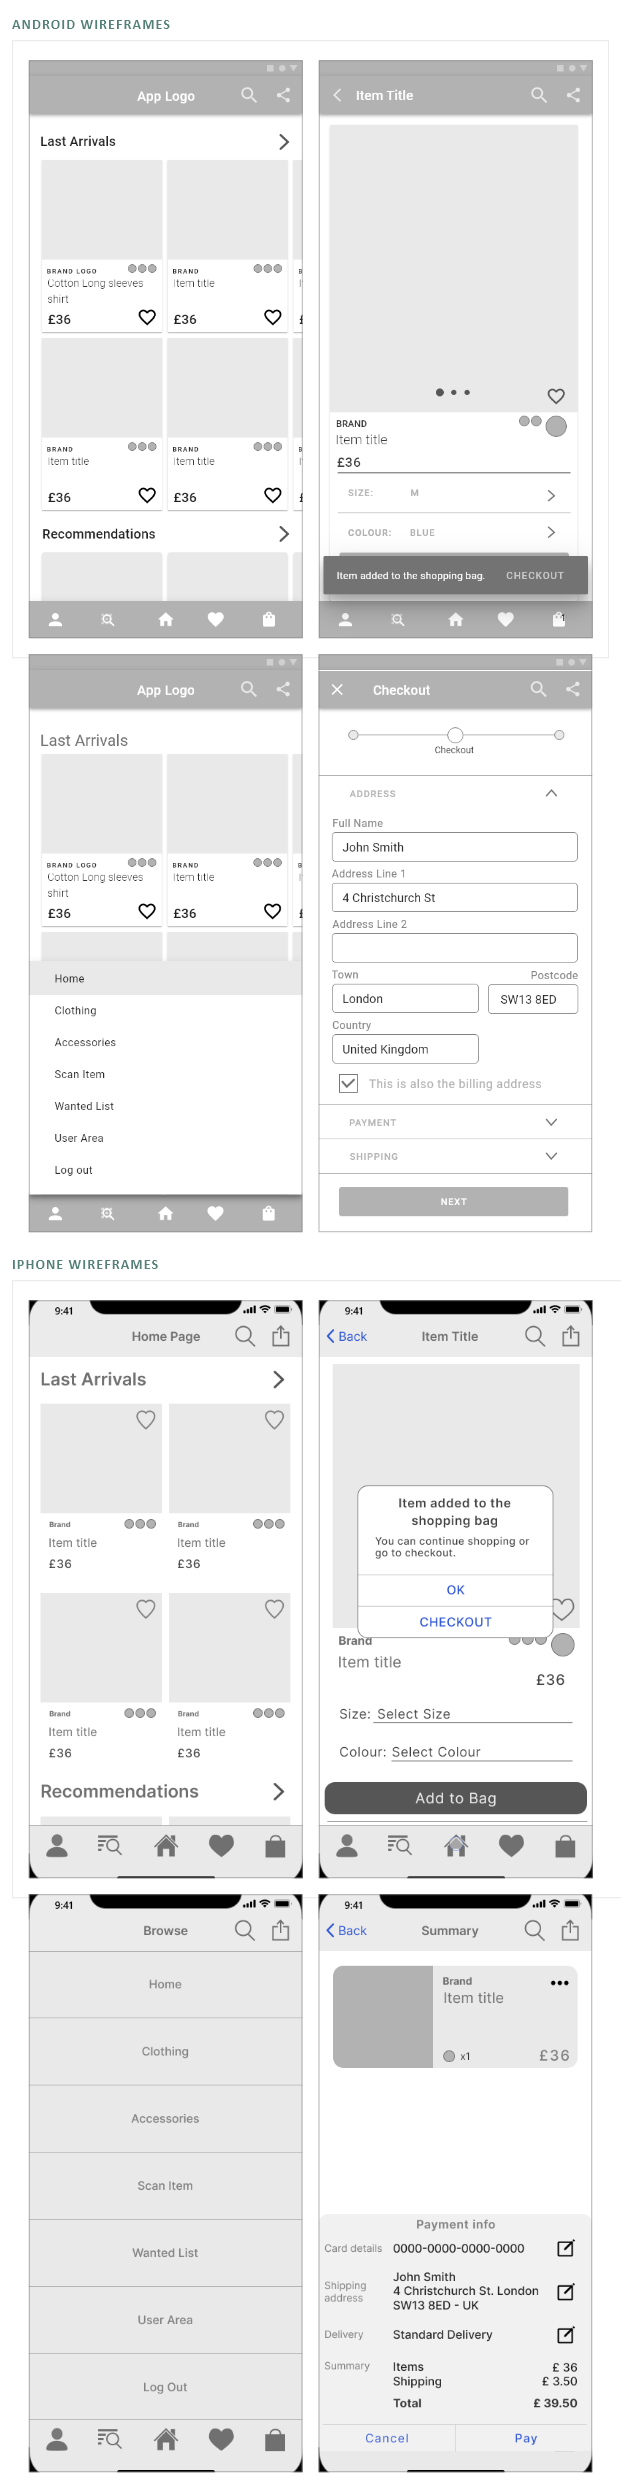 ANDROID WIREFRAMES
App Logo
Last Arrivals
BRAND LOGO
Cotton Long sleeves
shirt
£36
BRAND
Item title
£36
BRAND
Item title
£36
BRAND
Item title
£36
Recommendations
Item Title
BRAND
Item title
£36
SIZE: M
COLOUR: BLUE
Item added to the shopping bag. CHECKOUT
1
App Logo
Last Arrivals
BRAND LOGO
Cotton Long sleeves
shirt
£36
BRAND
Item title
£36
Home
Clothing
Accessories
Scan Item
Wanted List
User Area
Log out
Checkout
Checkout
ADDRESS
Full Name
John Smith
Address Line 1
4 Christchurch St
Address Line 2
Town Postcode
London SW13 8ED
Country
United Kingdom
This is also the billing address
PAYMENT
SHIPPING
NEXT
IPHONE WIREFRAMES
9:41
Home Page
Last Arrivals
Brand
Item title
£36
Brand
Item title
£36
Brand
Item title
£36
Brand
Item title
£36
Recommendations
9:41
Back Item Title
Item added to the
shopping bag
You can continue shopping or
go to checkout.
OK
CHECKOUT
Brand
Item title
£36
Size: Select Size
Colour: Select Colour
Add to Bag
9:41
Browse
Home
Clothing
Accessories
Scan Item
Wanted List
User Area
Log Out
9:41
Back Summary
Brand
Item title
x1 £36
Payment info
Card details 0000-0000-0000-0000
Shipping
address
John Smith
4 Christchurch St. London
SW13 8ED - UK
Delivery Standard Delivery
Summary Items £ 36
Shipping £ 3.50
Total £ 39.50
Cancel Pay